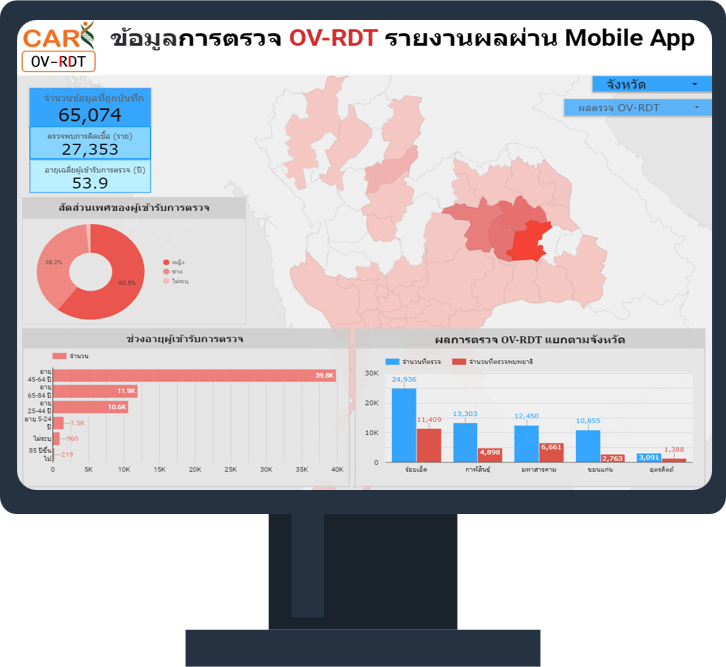 CARI
OV-RDT
ข้อมูลการตรวจ OV-RDT รายงานผลผ่าน Mobile App
จังหวัด
ผลตรวจ OV-RDT
จำนวนข้อมูลที่ถูกบันทึก
65,074
ตรวจพบการติดเชื้อ (ราย)
27,353
อายุเฉลี่ยผู้เข้ารับการตรวจ (ปี)
53.9
สัดส่วนเพศของผู้เข้ารับการตรวจ
38.2%
60.5%
หญิง
ชาย
ไม่ระบุ
ช่วงอายุผู้เข้ารับการตรวจ
จำนวน
อายุ 45-64 ปี
39.8K
อายุ 65-84 ปี
11.9K
อายุ 25-44 ปี
10.6K
อายุ 5-24 ปี
1.5K
ไม่ระบุ
960
85 ปีขึ้นไป
219
0 5K 10K 15K 20K 25K 30K 35K 40K
ผลการตรวจ OV-RDT แยกตามจังหวัด
จำนวนที่ตรวจ จำนวนที่ตรวจพบพยาธิ
30K
20K
10K
0
24,936
11,409
13,303
4,898
12,450
6,661
10,855
2,763
3,091
1,388
ร้อยเอ็ด กาฬสินธุ์ มหาสารคาม ขอนแก่น อุตรดิตถ์